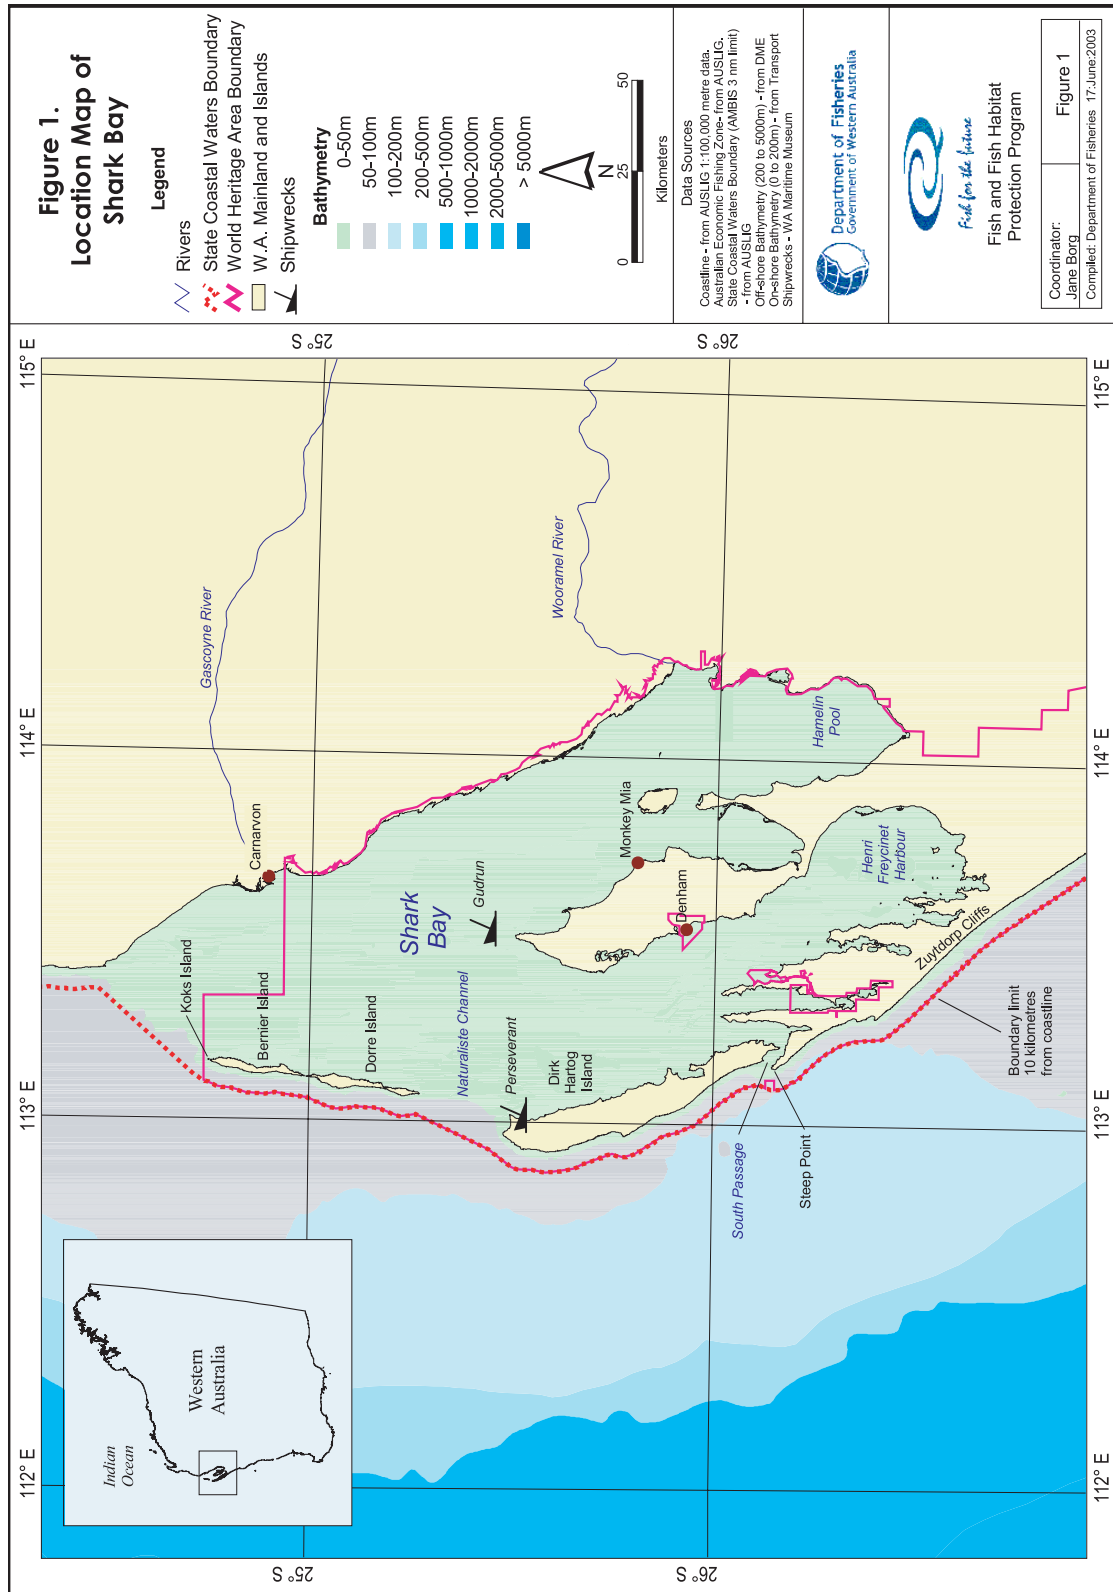 Figure 1.
Location Map of
Shark Bay
Legend
Rivers
State Coastal Waters Boundary
World Heritage Area Boundary
W.A. Mainland and Islands
Shipwrecks
Bathymetry
0-50m
50-100m
100-200m
200-500m
500-1000m
1000-2000m
2000-5000m
> 5000m
N
0
25
50
Kilometers
Data Sources
Coastline - from AUSLIG 1:100,000 metre data.
Australian Economic Fishing Zone- from AUSLIG.
State Coastal Waters Boundary (AMBIS 3 nm limit)
- from AUSLIG
Off-shore Bathymetry (200 to 5000m) - from DME
On-shore Bathymetry (0 to 200m) - from Transport
Shipwrecks - WA Maritime Museum
Department of Fisheries
Government of Western Australia
Fish for the future
Fish and Fish Habitat
Protection Program
Coordinator:
Jane Borg
Figure 1
Compiled: Department of Fisheries 17:June:2003
112° E
113° E
114° E
115° E
25° S
25° S
26° S
26° S
112° E
113° E
114° E
115° E
Indian
Ocean
Western
Australia
Gascoyne River
Carnarvon
Koks Island
Bernier Island
Dorre Island
Shark
Bay
Naturaliste Channel
Gudrun
Perseverant
Dirk
Hartog
Island
Wooramel River
Monkey Mia
Denham
Hamelin
Pool
Henri
Freycinet
Harbour
South Passage
Steep Point
Zuytdorp Cliffs
Boundary limit
10 kilometres
from coastline